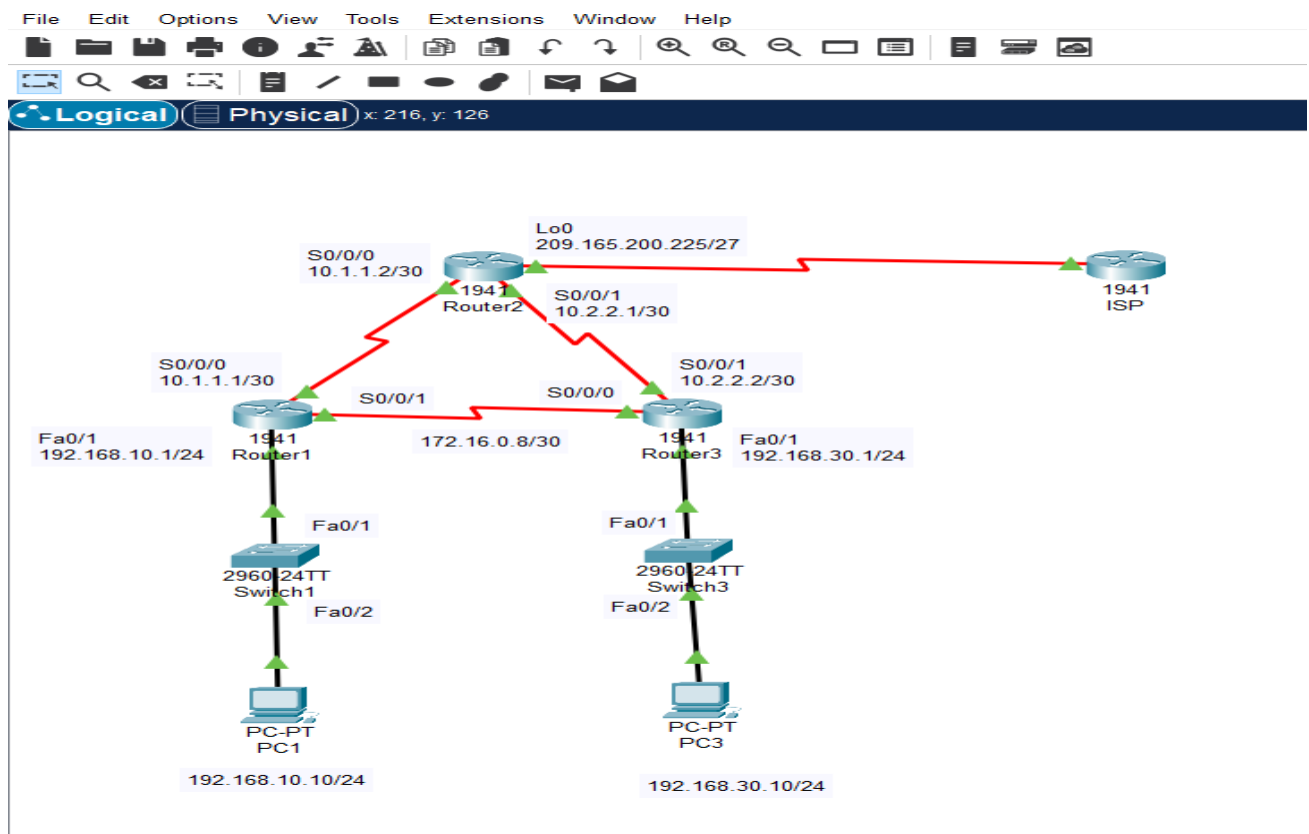 File Edit Options View Tools Extensions Window Help
Logical Physical x: 216, y: 126
Lo0
209.165.200.225/27
S0/0/0
10.1.1.2/30
1941
Router2
S0/0/1
10.2.2.1/30
1941
ISP
S0/0/0
10.1.1.1/30
S0/0/1
S0/0/0
S0/0/1
10.2.2.2/30
Fa0/1
192.168.10.1/24
1941
Router1
172.16.0.8/30
1941
Router3
Fa0/1
192.168.30.1/24
Fa0/1
Fa0/1
2960-24TT
Switch1
2960-24TT
Switch3
Fa0/2
Fa0/2
PC-PT
PC1
PC-PT
PC3
192.168.10.10/24
192.168.30.10/24